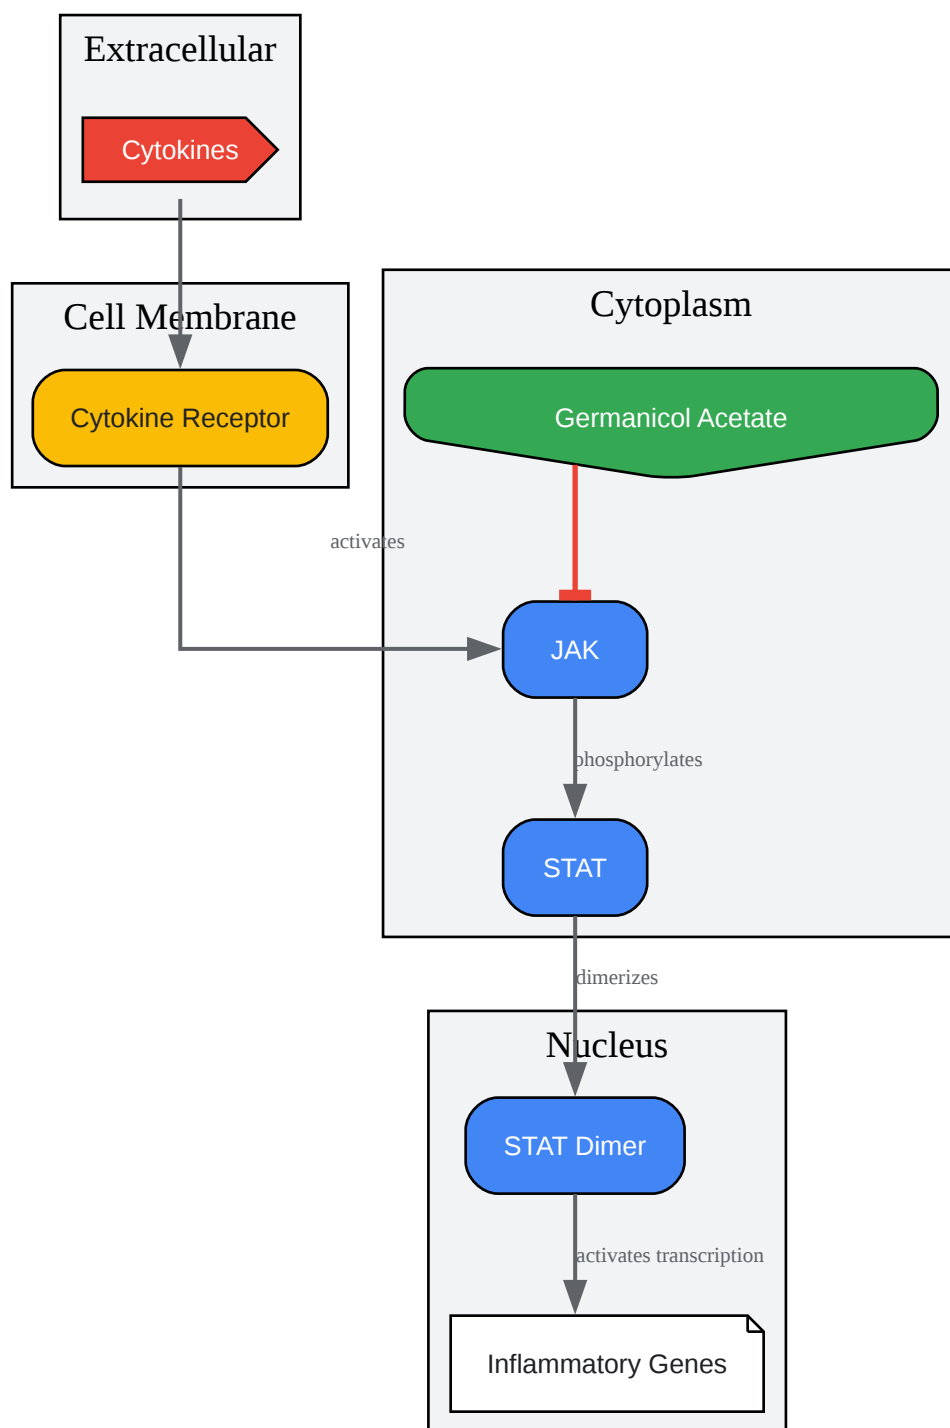 Extracellular
Cytokines
Cell Membrane
Cytokine Receptor
Cytoplasm
Germanicol Acetate
activates
JAK
phosphorylates
STAT
dimerizes
Nucleus
STAT Dimer
activates transcription
Inflammatory Genes